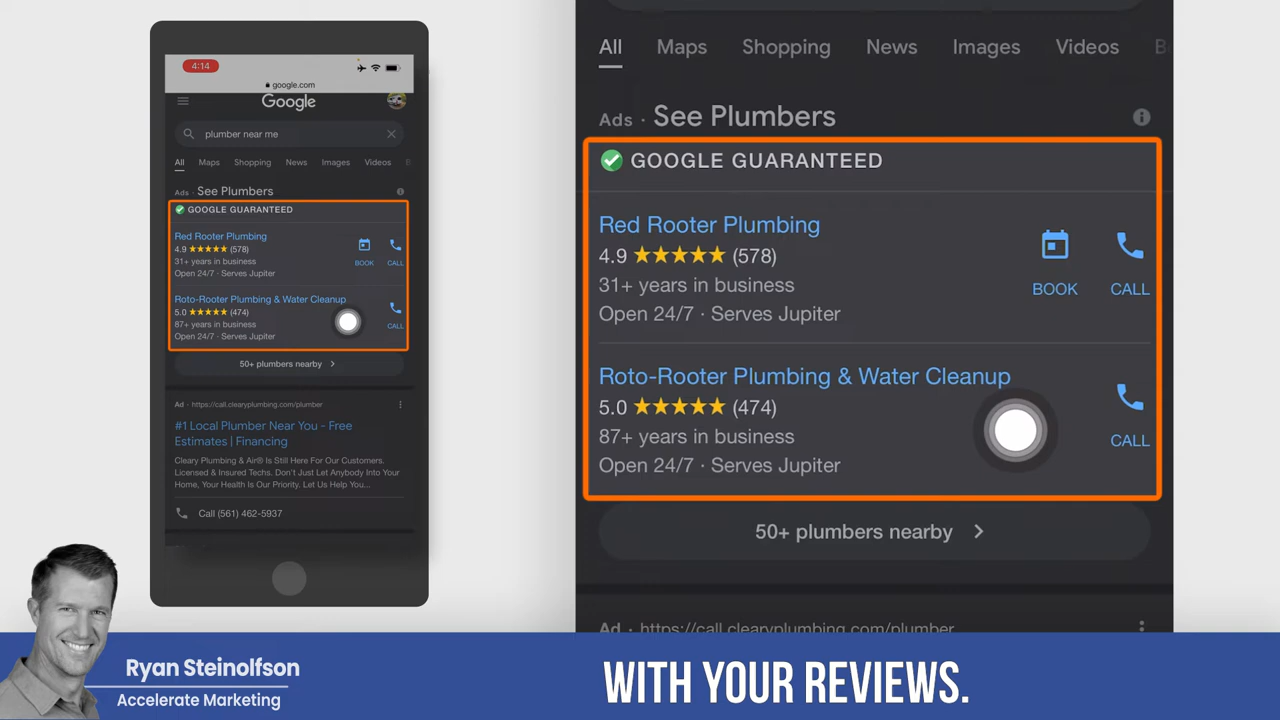 4:14
google.com
Google
plumber near me
All Maps Shopping News Images Videos B
Ads · See Plumbers
GOOGLE GUARANTEED
Red Rooter Plumbing
4.9 (578)
31+ years in business
Open 24/7 · Serves Jupiter
BOOK CALL
Roto-Rooter Plumbing & Water Cleanup
5.0 (474)
87+ years in business
Open 24/7 · Serves Jupiter
CALL
50+ plumbers nearby
Ad · https://call.clearyplumbing.com/plumber
#1 Local Plumber Near You - Free
Estimates | Financing
Cleary Plumbing & Air® Is Still Here For Our Customers.
Licensed & Insured Techs. Don't Just Let Anybody Into Your
Home, Your Health Is Our Priority. Let Us Help You...
Call (561) 462-5937
All Maps Shopping News Images Videos B
Ads · See Plumbers
GOOGLE GUARANTEED
Red Rooter Plumbing
4.9 (578)
31+ years in business
Open 24/7 · Serves Jupiter
BOOK CALL
Roto-Rooter Plumbing & Water Cleanup
5.0 (474)
87+ years in business
Open 24/7 · Serves Jupiter
CALL
50+ plumbers nearby
Ad · https://call.clearyplumbing.com/plumber
Ryan Steinolfson
Accelerate Marketing
WITH YOUR REVIEWS.